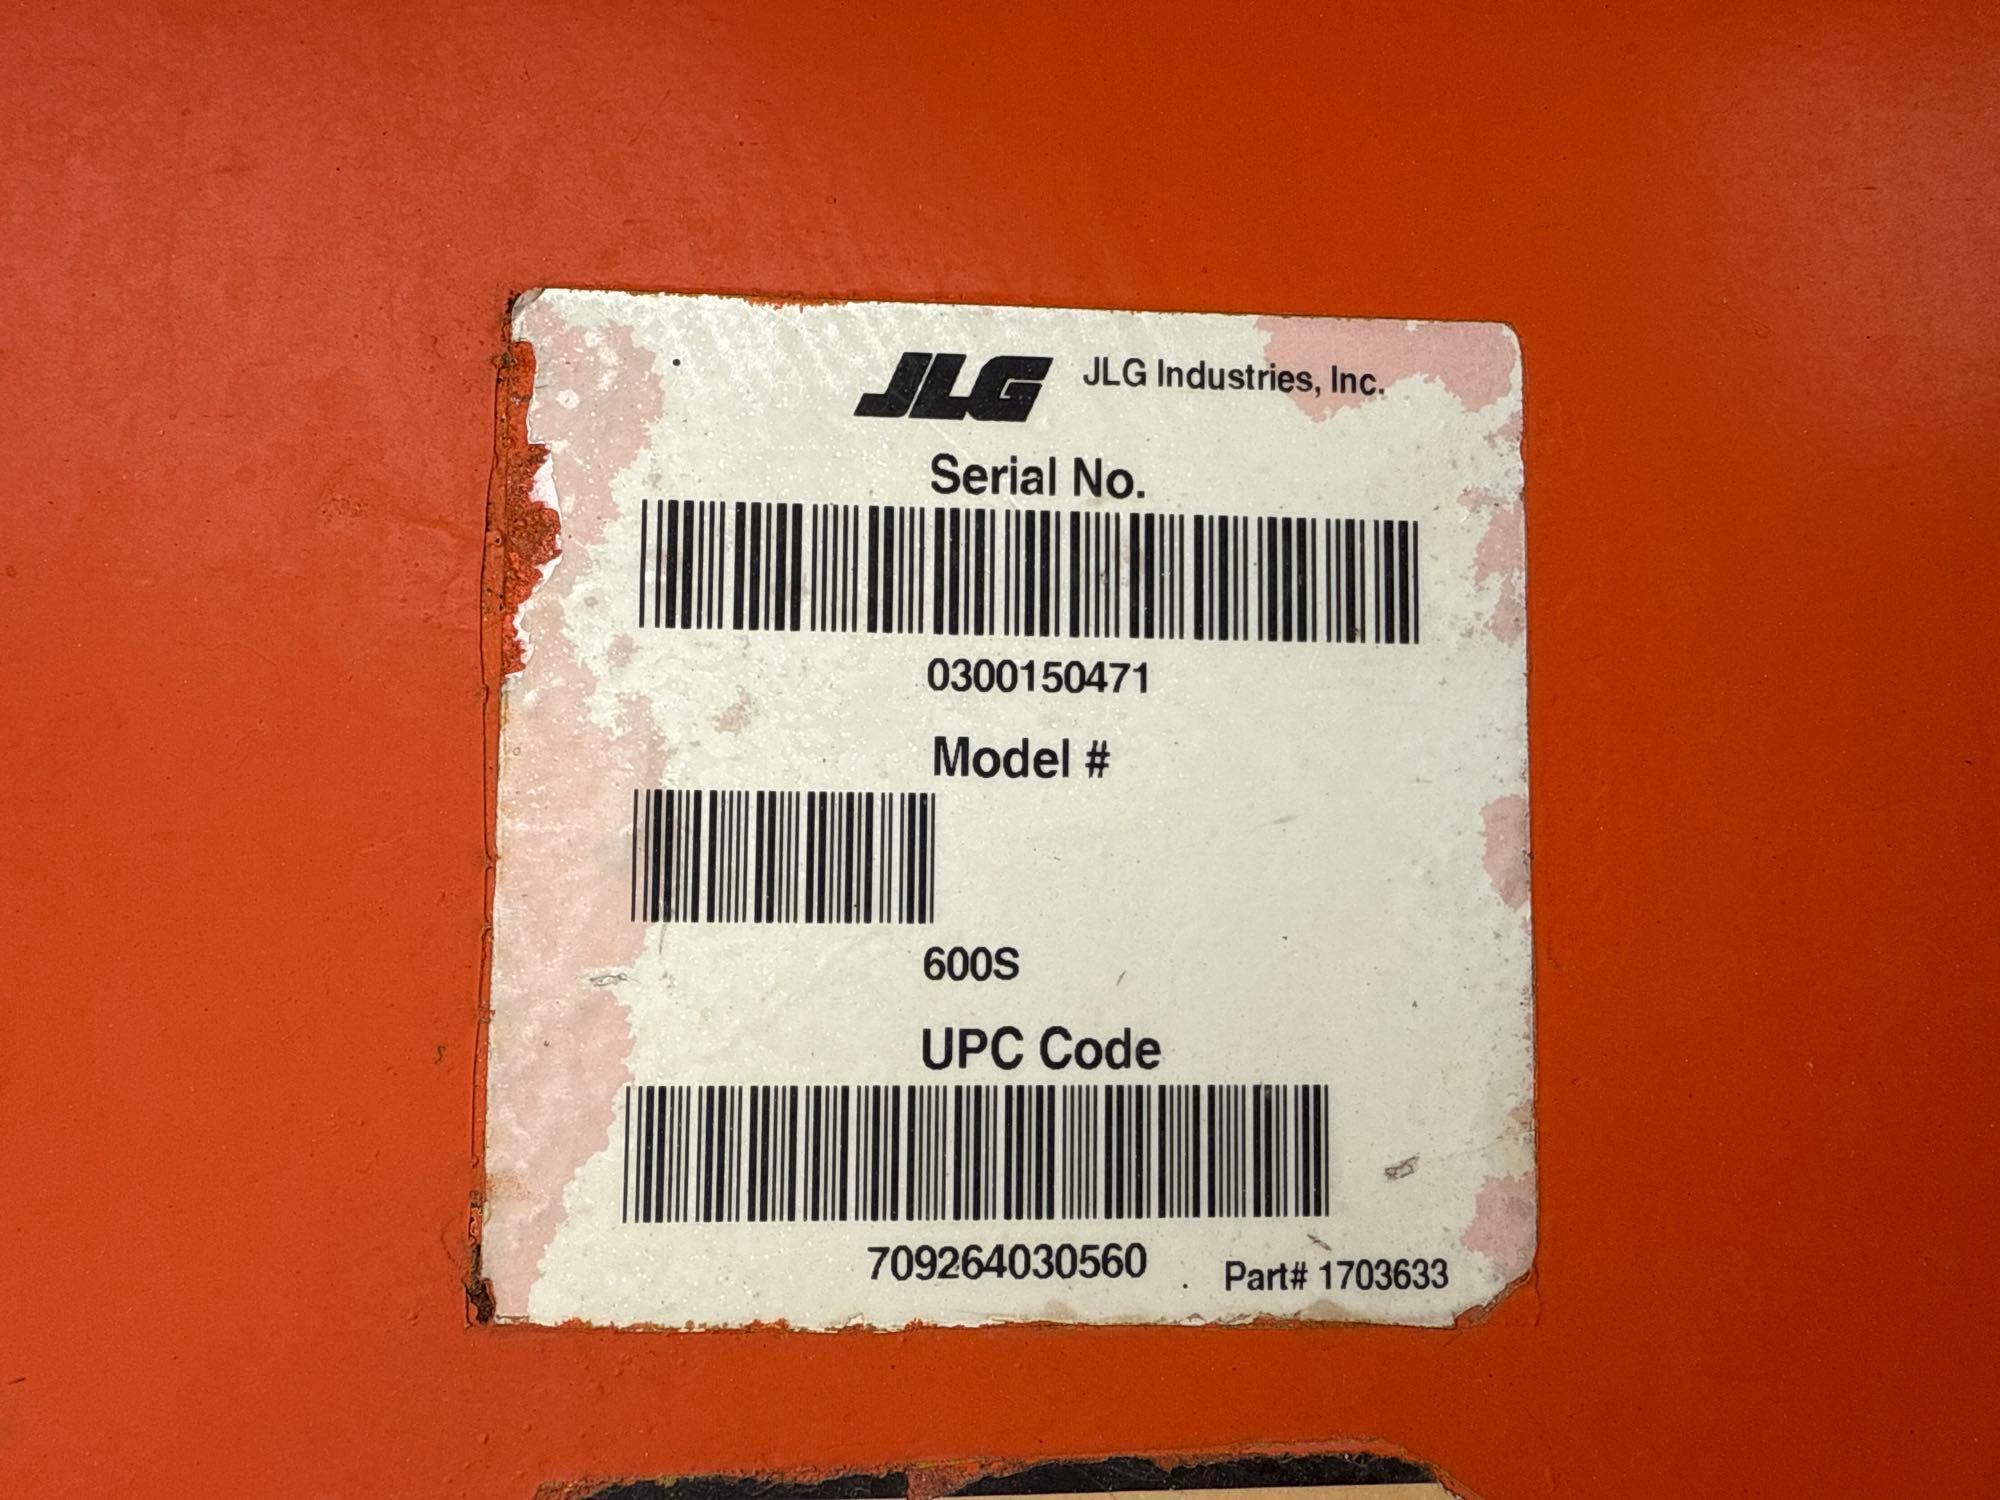 JLG JLG Industries, Inc.
Serial No.
0300150471
Model #
600S
UPC Code
709264030560
Part# 1703633